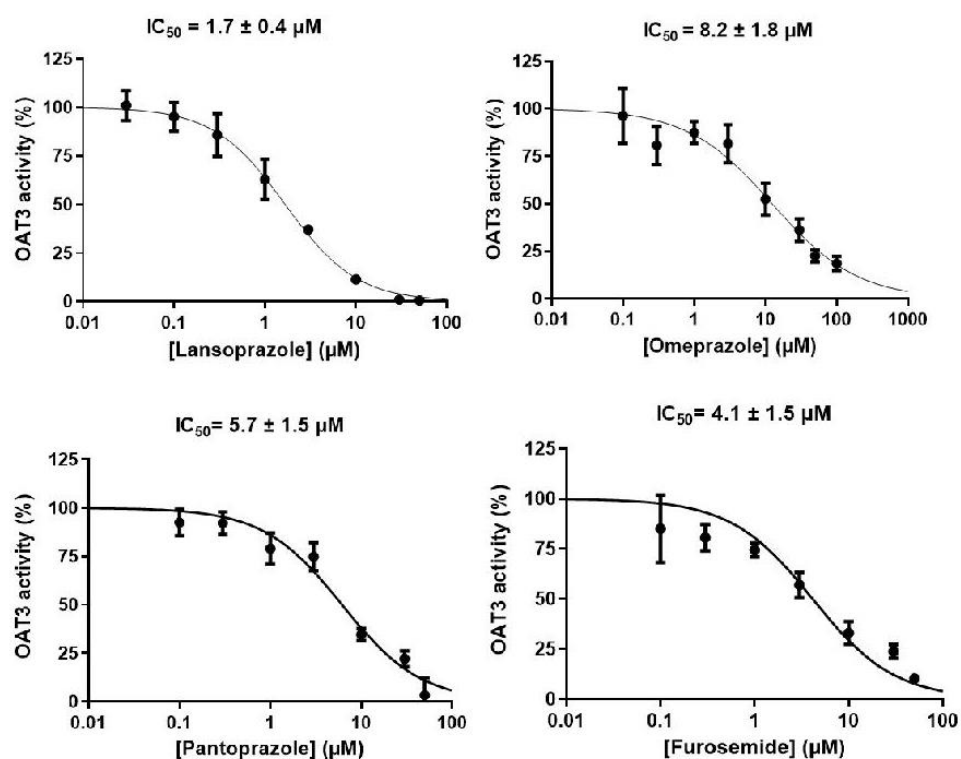 IC50 = 1.7 ± 0.4 µM
125
100
75
50
25
0
OAT3 activity (%)
0.01 0.1 1 10 100
[Lansoprazole] (µM)
IC50 = 8.2 ± 1.8 µM
125
100
75
50
25
0
OAT3 activity (%)
0.01 0.1 1 10 100 1000
[Omeprazole] (µM)
IC50= 5.7 ± 1.5 µM
125
100
75
50
25
0
OAT3 activity (%)
0.1 1 10 100
[Pantoprazole] (µM)
IC50= 4.1 ± 1.5 µM
125
100
75
50
25
0
OAT3 activity (%)
0.01 0.1 1 10 100
[Furosemide] (µM)